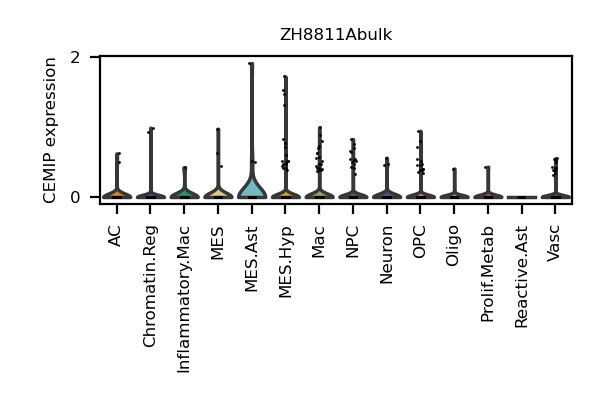 ZH8811Abulk
CEMIP expression
2
0
AC
Chromatin.Reg
Inflammatory.Mac
MES
MES.Ast
MES.Hyp
Mac
NPC
Neuron
OPC
Oligo
Prolif.Metab
Reactive.Ast
Vasc